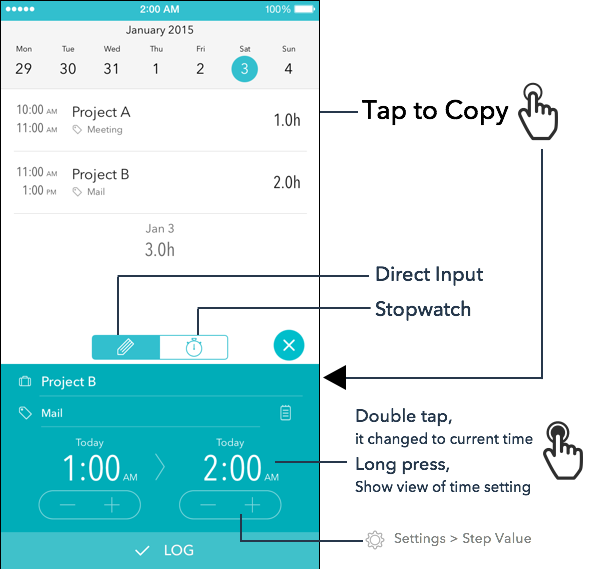 2:00 AM
100%
January 2015
Mon Tue Wed Thu Fri Sat Sun
29 30 31 1 2 3 4
10:00 AM
11:00 AM
Project A
Meeting
1.0h
Tap to Copy
11:00 AM
1:00 PM
Project B
Mail
2.0h
Jan 3
3.0h
Direct Input
Stopwatch
Project B
Mail
Today
1:00 AM
Today
2:00 AM
Double tap,
it changed to current time
Long press,
Show view of time setting
Settings > Step Value
LOG